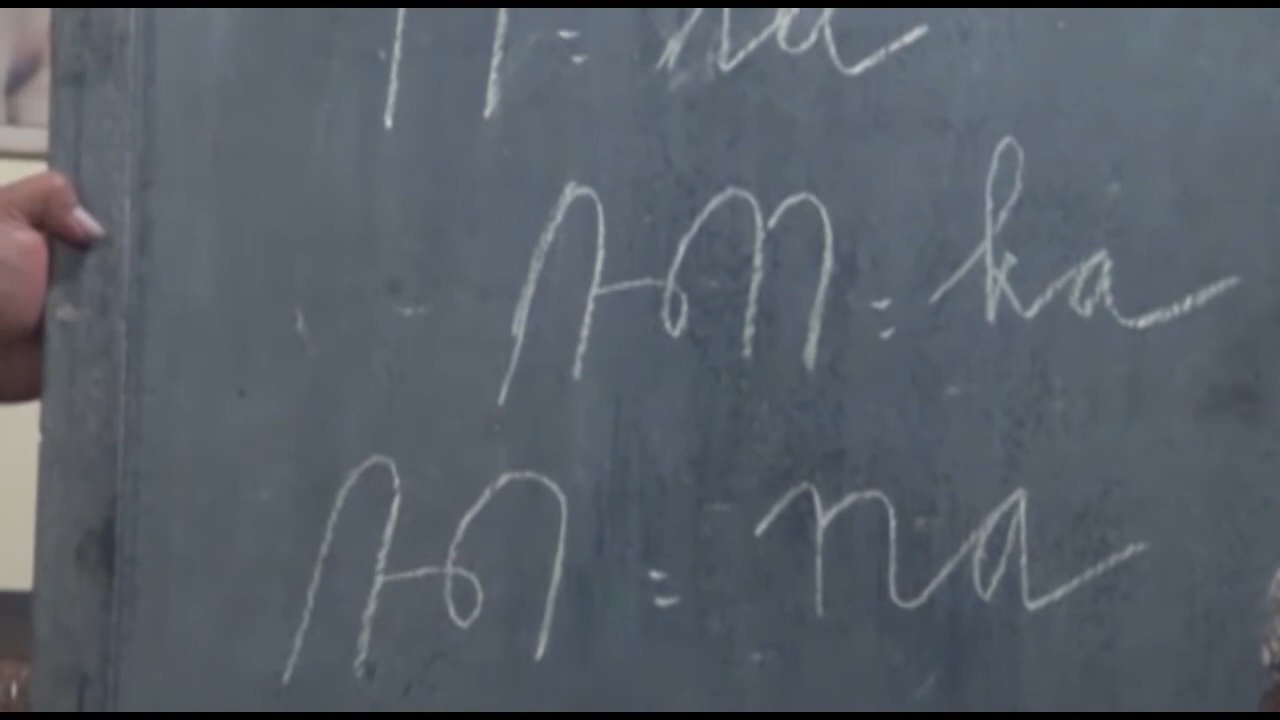 ꦏ = ka
ꦤ = na